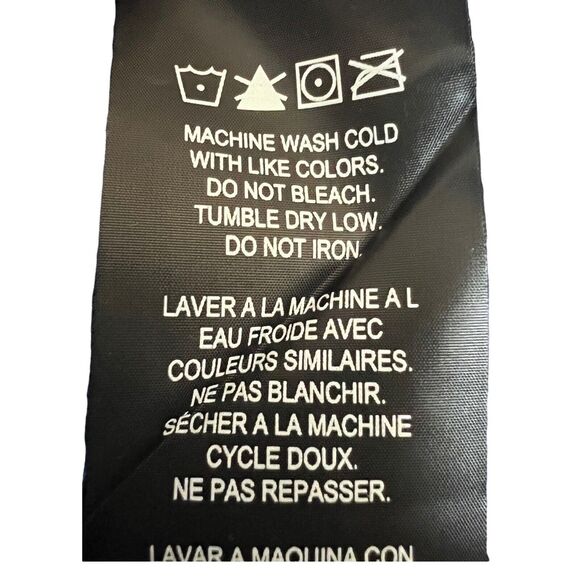 MACHINE WASH COLD
WITH LIKE COLORS.
DO NOT BLEACH.
TUMBLE DRY LOW.
DO NOT IRON.
LAVER A LA MACHINE A L
EAU FROIDE AVEC
COULEURS SIMILAIRES.
NE PAS BLANCHIR.
SÉCHER A LA MACHINE
CYCLE DOUX.
NE PAS REPASSER.
LAVAR A MAQUINA CON